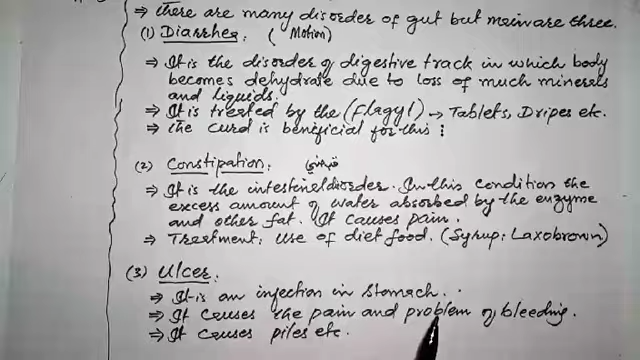 ⇒ There are many disorder of gut but main are three.
(1) Diarrhea: (Motion)
⇒ It is the disorder of digestive track in which body
becomes dehydrate due to loss of much minerals
and liquids.
⇒ It is treated by the (Flagyl) → Tablets, Dripes etc.
⇒ The curd is beneficial for this :
(2) Constipation: قبض
⇒ It is the intestinal disorder. In this condition the
excess amount of water absorbed by the enzyme
and other fat. It causes pain.
⇒ Treatment: Use of diet food. (Syrup: Laxobrown)
(3) Ulcer:
⇒ It is an injection in stomach.
⇒ It causes the pain and problem of bleeding.
⇒ It causes piles etc.